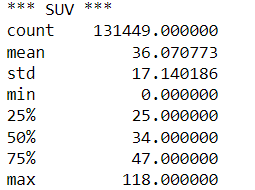 *** SUV ***
count    131449.000000
mean         36.070773
std          17.140186
min           0.000000
25%          25.000000
50%          34.000000
75%          47.000000
max         118.000000